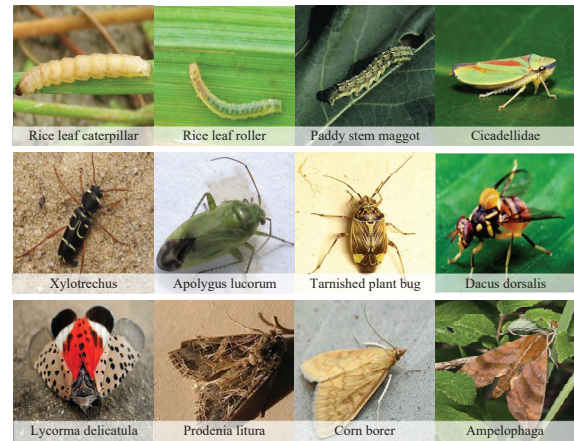 Rice leaf caterpillar
Rice leaf roller
Paddy stem maggot
Cicadellidae
Xylotrechus
Apolygus lucorum
Tarnished plant bug
Dacus dorsalis
Lycorma delicatula
Prodenia litura
Corn borer
Ampelophaga